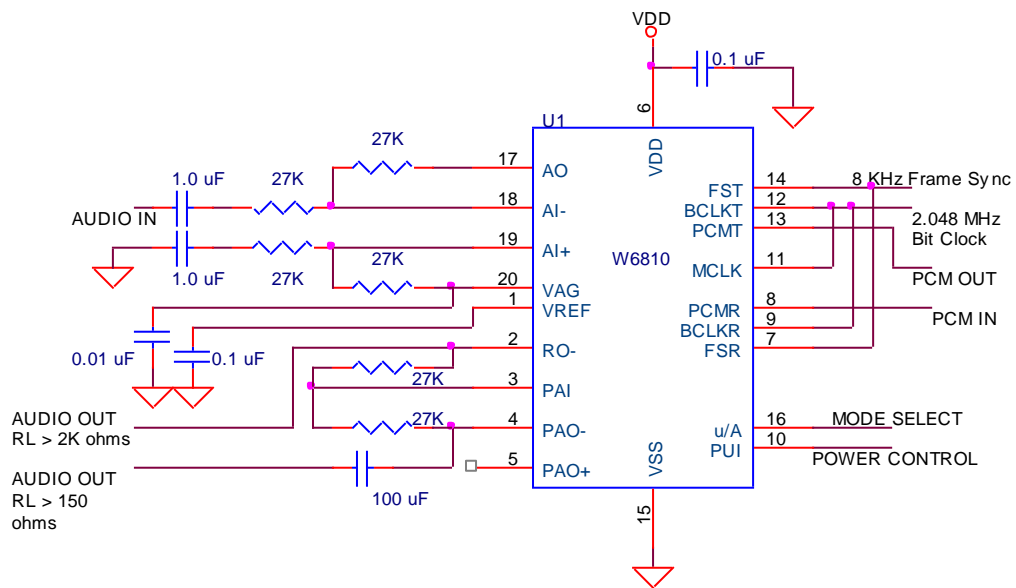 VDD
0.1 uF
6
U1
VDD
27K
17
AO
14
FST
8 KHz Frame Sync
1.0 uF
27K
18
AI-
12
BCLKT
AUDIO IN
13
PCMT
2.048 MHz
Bit Clock
19
AI+
W6810
11
MCLK
PCM OUT
1.0 uF
27K
27K
20
VAG
1
VREF
8
PCMR
PCM IN
9
BCLKR
0.01 uF
0.1 uF
2
RO-
7
FSR
27K
3
PAI
AUDIO OUT
RL > 2K ohms
27K
4
PAO-
16
u/A
MODE SELECT
10
PUI
POWER CONTROL
5
PAO+
AUDIO OUT
RL > 150
ohms
100 uF
VSS
15